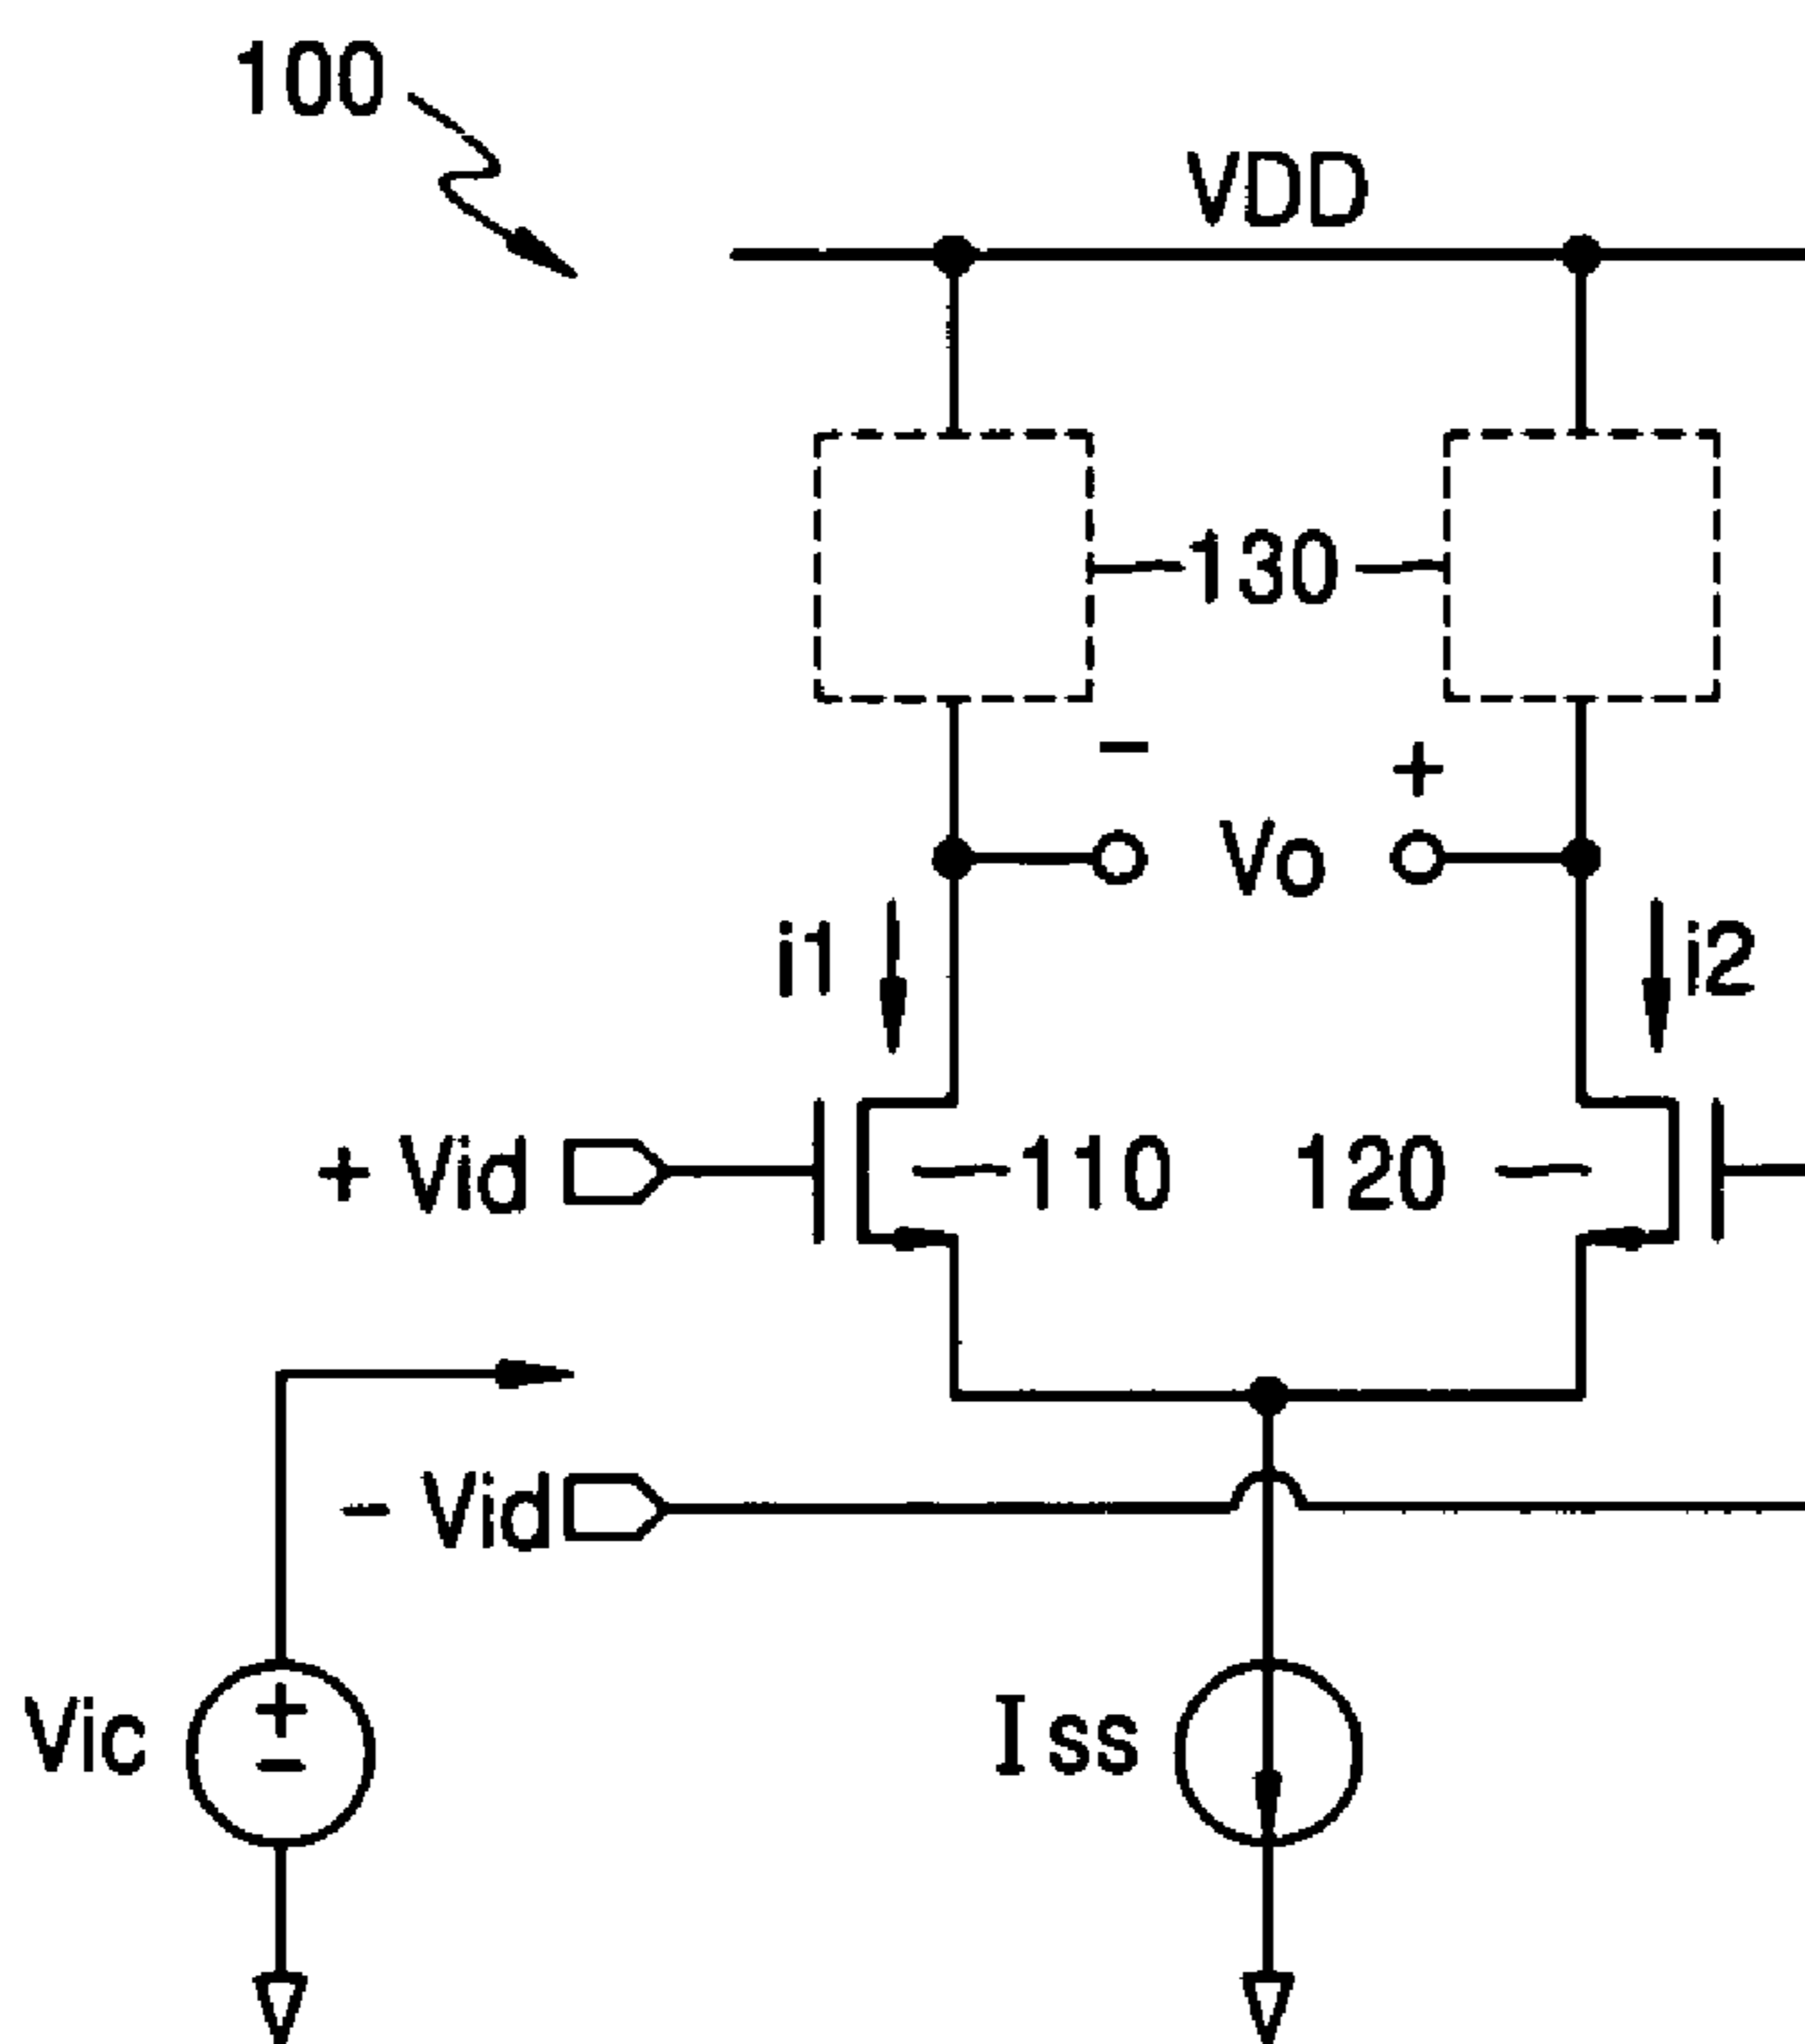 100
VDD
130
− +
Vo
i1 i2
+ Vid 110 120
− Vid
Vic + − Iss